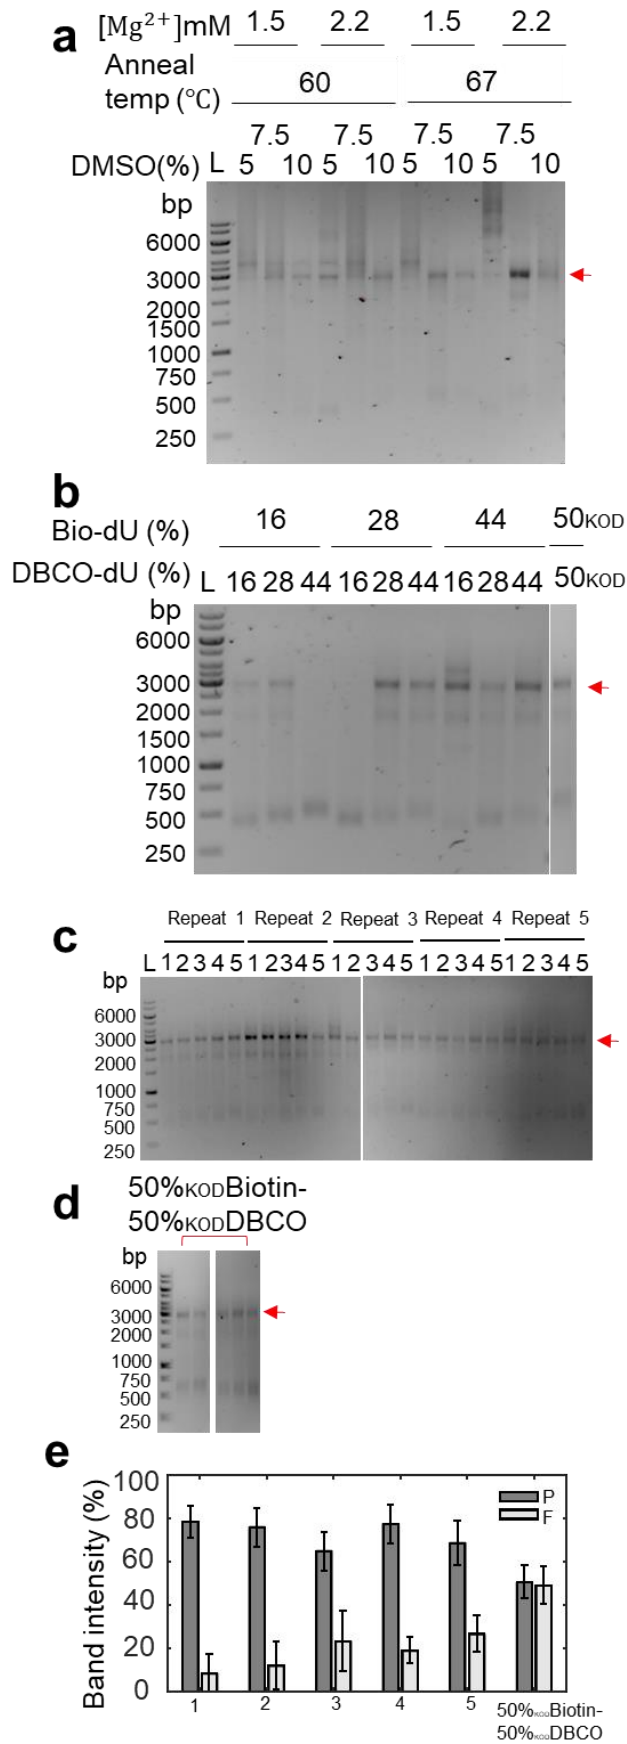 a
[Mg²⁺]mM 1.5 2.2 1.5 2.2
Anneal
temp (°C) 60 67
7.5 7.5 7.5 7.5
DMSO(%) L 5 10 5 10 5 10 5 10
bp
6000
3000
2000
1500
1000
750
500
250
b
Bio-dU (%) 16 28 44 50KOD
DBCO-dU (%) L 16 28 44 16 28 44 16 28 44 50KOD
bp
6000
3000
2000
1500
1000
750
500
250
c
Repeat 1 Repeat 2 Repeat 3 Repeat 4 Repeat 5
L 1 2 3 4 5 1 2 3 4 5 1 2 3 4 5 1 2 3 4 5 1 2 3 4 5
bp
6000
3000
2000
1000
750
500
250
d
50%KODBiotin-
50%KODDBCO
bp
6000
3000
2000
1000
750
500
250
e
Band intensity (%)
100
80
60
40
20
0
P
F
1 2 3 4 5 50%KODBiotin-
50%KODDBCO